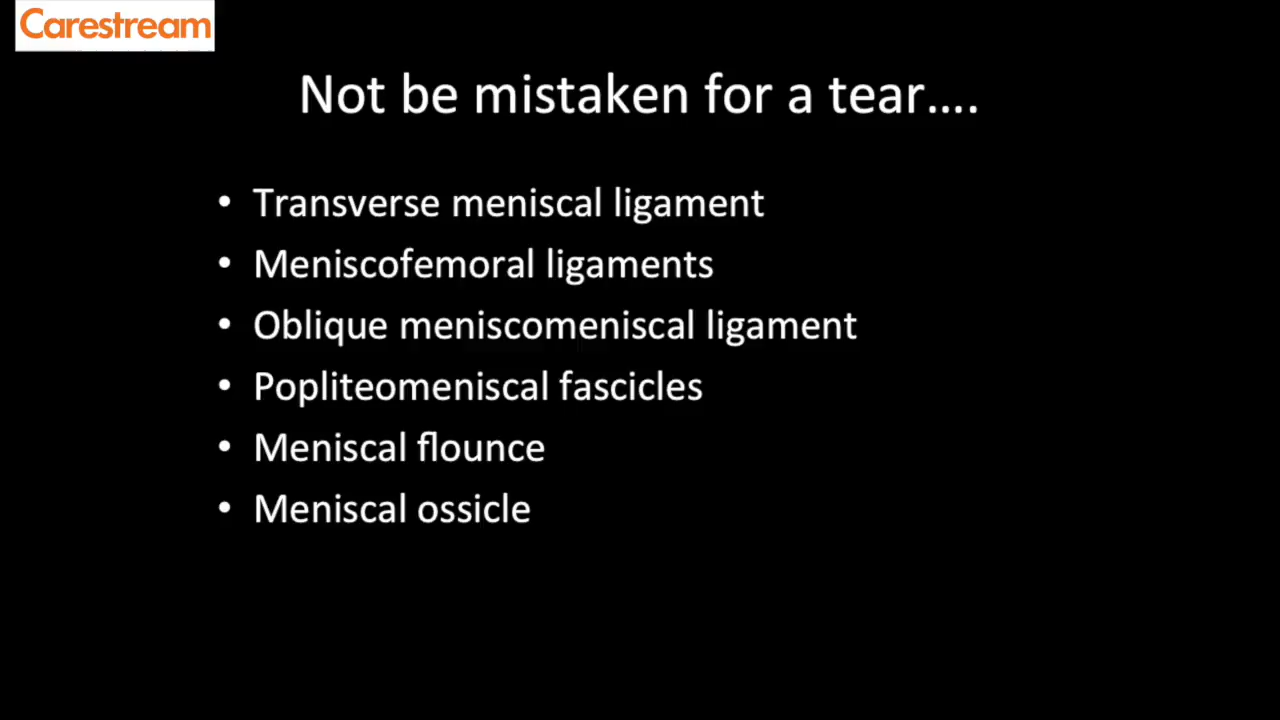 Carestream
Not be mistaken for a tear....
• Transverse meniscal ligament
• Meniscofemoral ligaments
• Oblique meniscomeniscal ligament
• Popliteomeniscal fascicles
• Meniscal flounce
• Meniscal ossicle